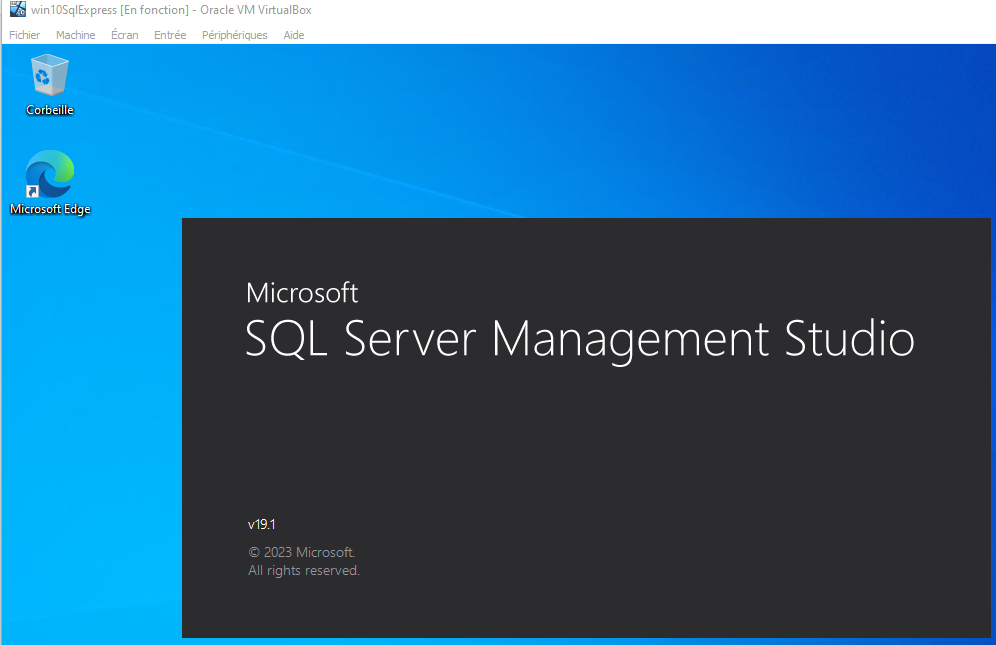 win10SqlExpress [En fonction] - Oracle VM VirtualBox
Fichier Machine Écran Entrée Périphériques Aide
Corbeille
Microsoft Edge
Microsoft
SQL Server Management Studio
v19.1
© 2023 Microsoft.
All rights reserved.